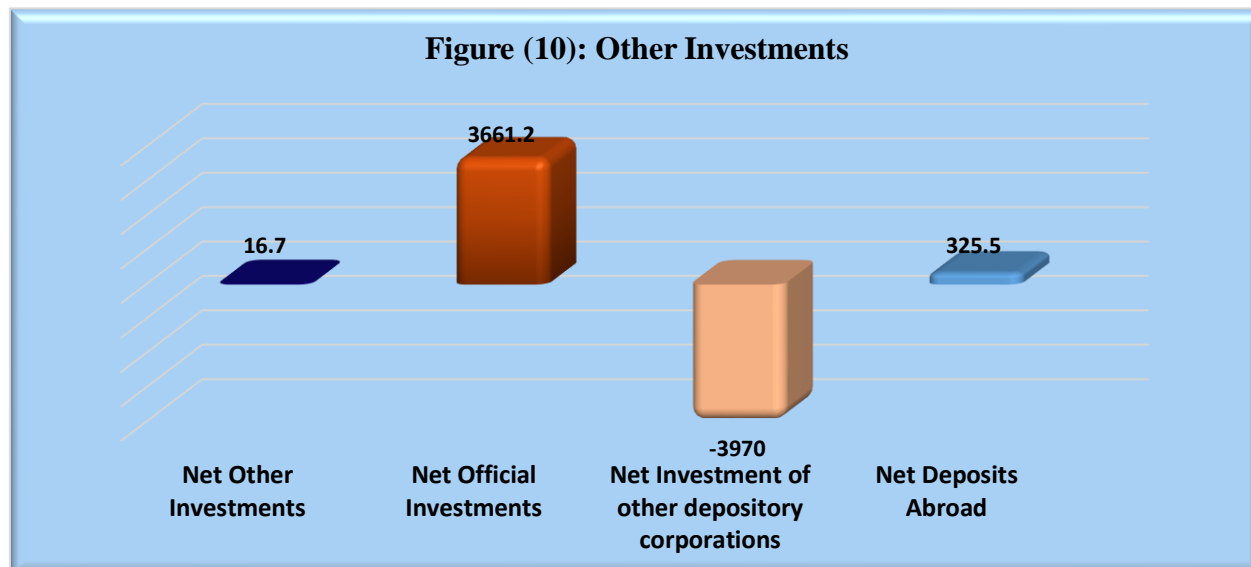 Figure (10): Other Investments
3661.2
16.7
325.5
-3970
Net Other
Investments
Net Official
Investments
Net Investment of
other depository
corporations
Net Deposits
Abroad